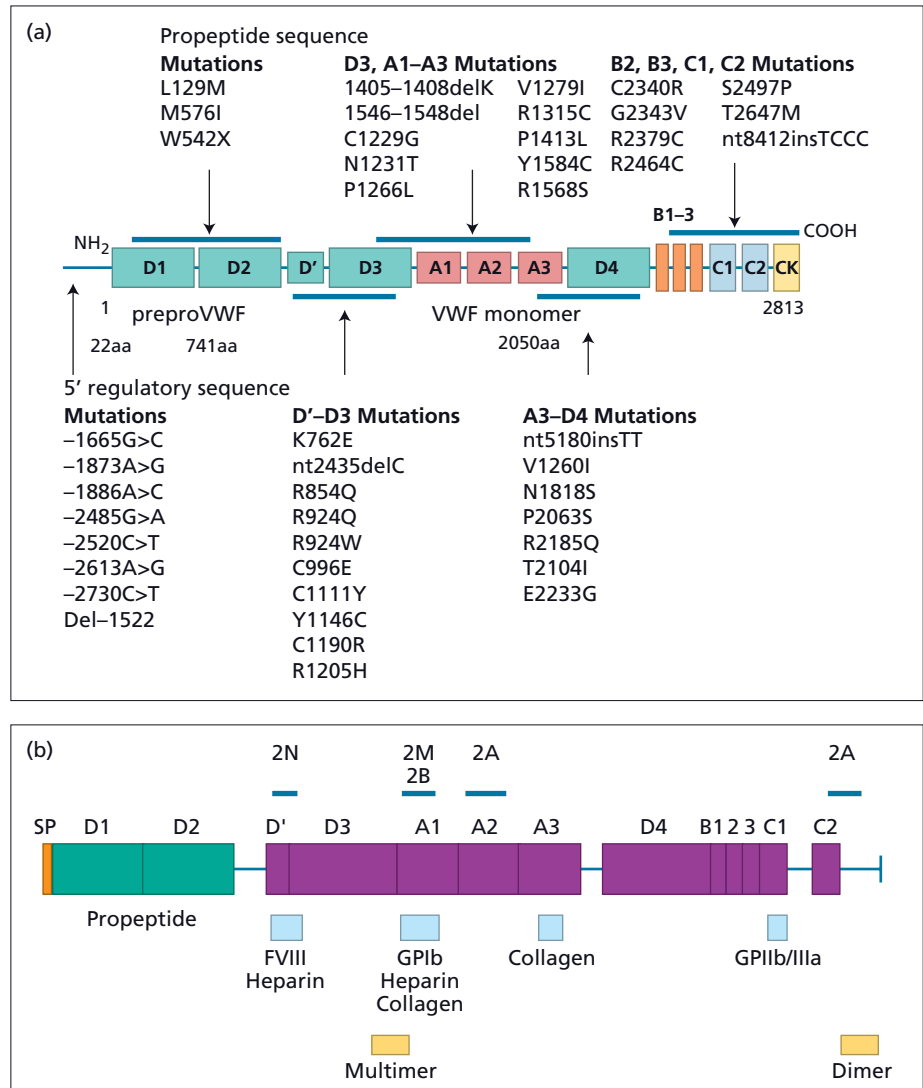 (a)
Propeptide sequence
Mutations
L129M
M576I
W542X
D3, A1–A3 Mutations
1405–1408delK
1546–1548del
C1229G
N1231T
P1266L
V1279I
R1315C
P1413L
Y1584C
R1568S
B2, B3, C1, C2 Mutations
C2340R
G2343V
R2379C
R2464C
S2497P
T2647M
nt8412insTCCC
B1–3
NH2
COOH
D1 D2 D' D3 A1 A2 A3 D4 C1 C2 CK
1 preproVWF VWF monomer 2813
22aa 741aa 2050aa
5' regulatory sequence
Mutations
–1665G>C
–1873A>G
–1886A>C
–2485G>A
–2520C>T
–2613A>G
–2730C>T
Del–1522
D'–D3 Mutations
K762E
nt2435delC
R854Q
R924Q
R924W
C996E
C1111Y
Y1146C
C1190R
R1205H
A3–D4 Mutations
nt5180insTT
V1260I
N1818S
P2063S
R2185Q
T2104I
E2233G
(b)
2N 2M 2A 2A
2B
SP D1 D2 D' D3 A1 A2 A3 D4 B1 2 3 C1 C2
Propeptide
FVIII
Heparin
GPIb
Heparin
Collagen
Collagen
GPIIb/IIIa
Multimer
Dimer